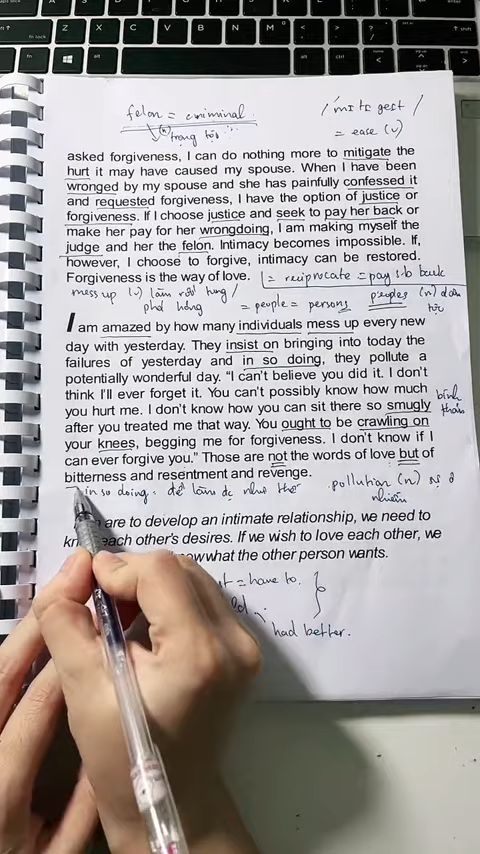 felon = criminal
/ˈmɪtɪgeɪt/
(n) trọng tội
= ease (v)
asked forgiveness, I can do nothing more to mitigate the
hurt it may have caused my spouse. When I have been
wronged by my spouse and she has painfully confessed it
and requested forgiveness, I have the option of justice or
forgiveness. If I choose justice and seek to pay her back or
make her pay for her wrongdoing, I am making myself the
judge and her the felon. Intimacy becomes impossible. If,
however, I choose to forgive, intimacy can be restored.
Forgiveness is the way of love.
= reciprocate = pay s.b back
mess up (v) làm rối tung /
phá hỏng
= people = persons
peoples (n) dân
tộc
I am amazed by how many individuals mess up every new
day with yesterday. They insist on bringing into today the
failures of yesterday and in so doing, they pollute a
potentially wonderful day. “I can't believe you did it. I don't
think I'll ever forget it. You can't possibly know how much
you hurt me. I don't know how you can sit there so smugly
after you treated me that way. You ought to be crawling on
your knees, begging me for forgiveness. I don't know if I
can ever forgive you.” Those are not the words of love but of
bitterness and resentment and revenge.
in so doing: để làm đc như thế
pollution (n) sự ô
nhiễm
are to develop an intimate relationship, we need to
each other's desires. If we wish to love each other, we
what the other person wants.
= have to.
had better.